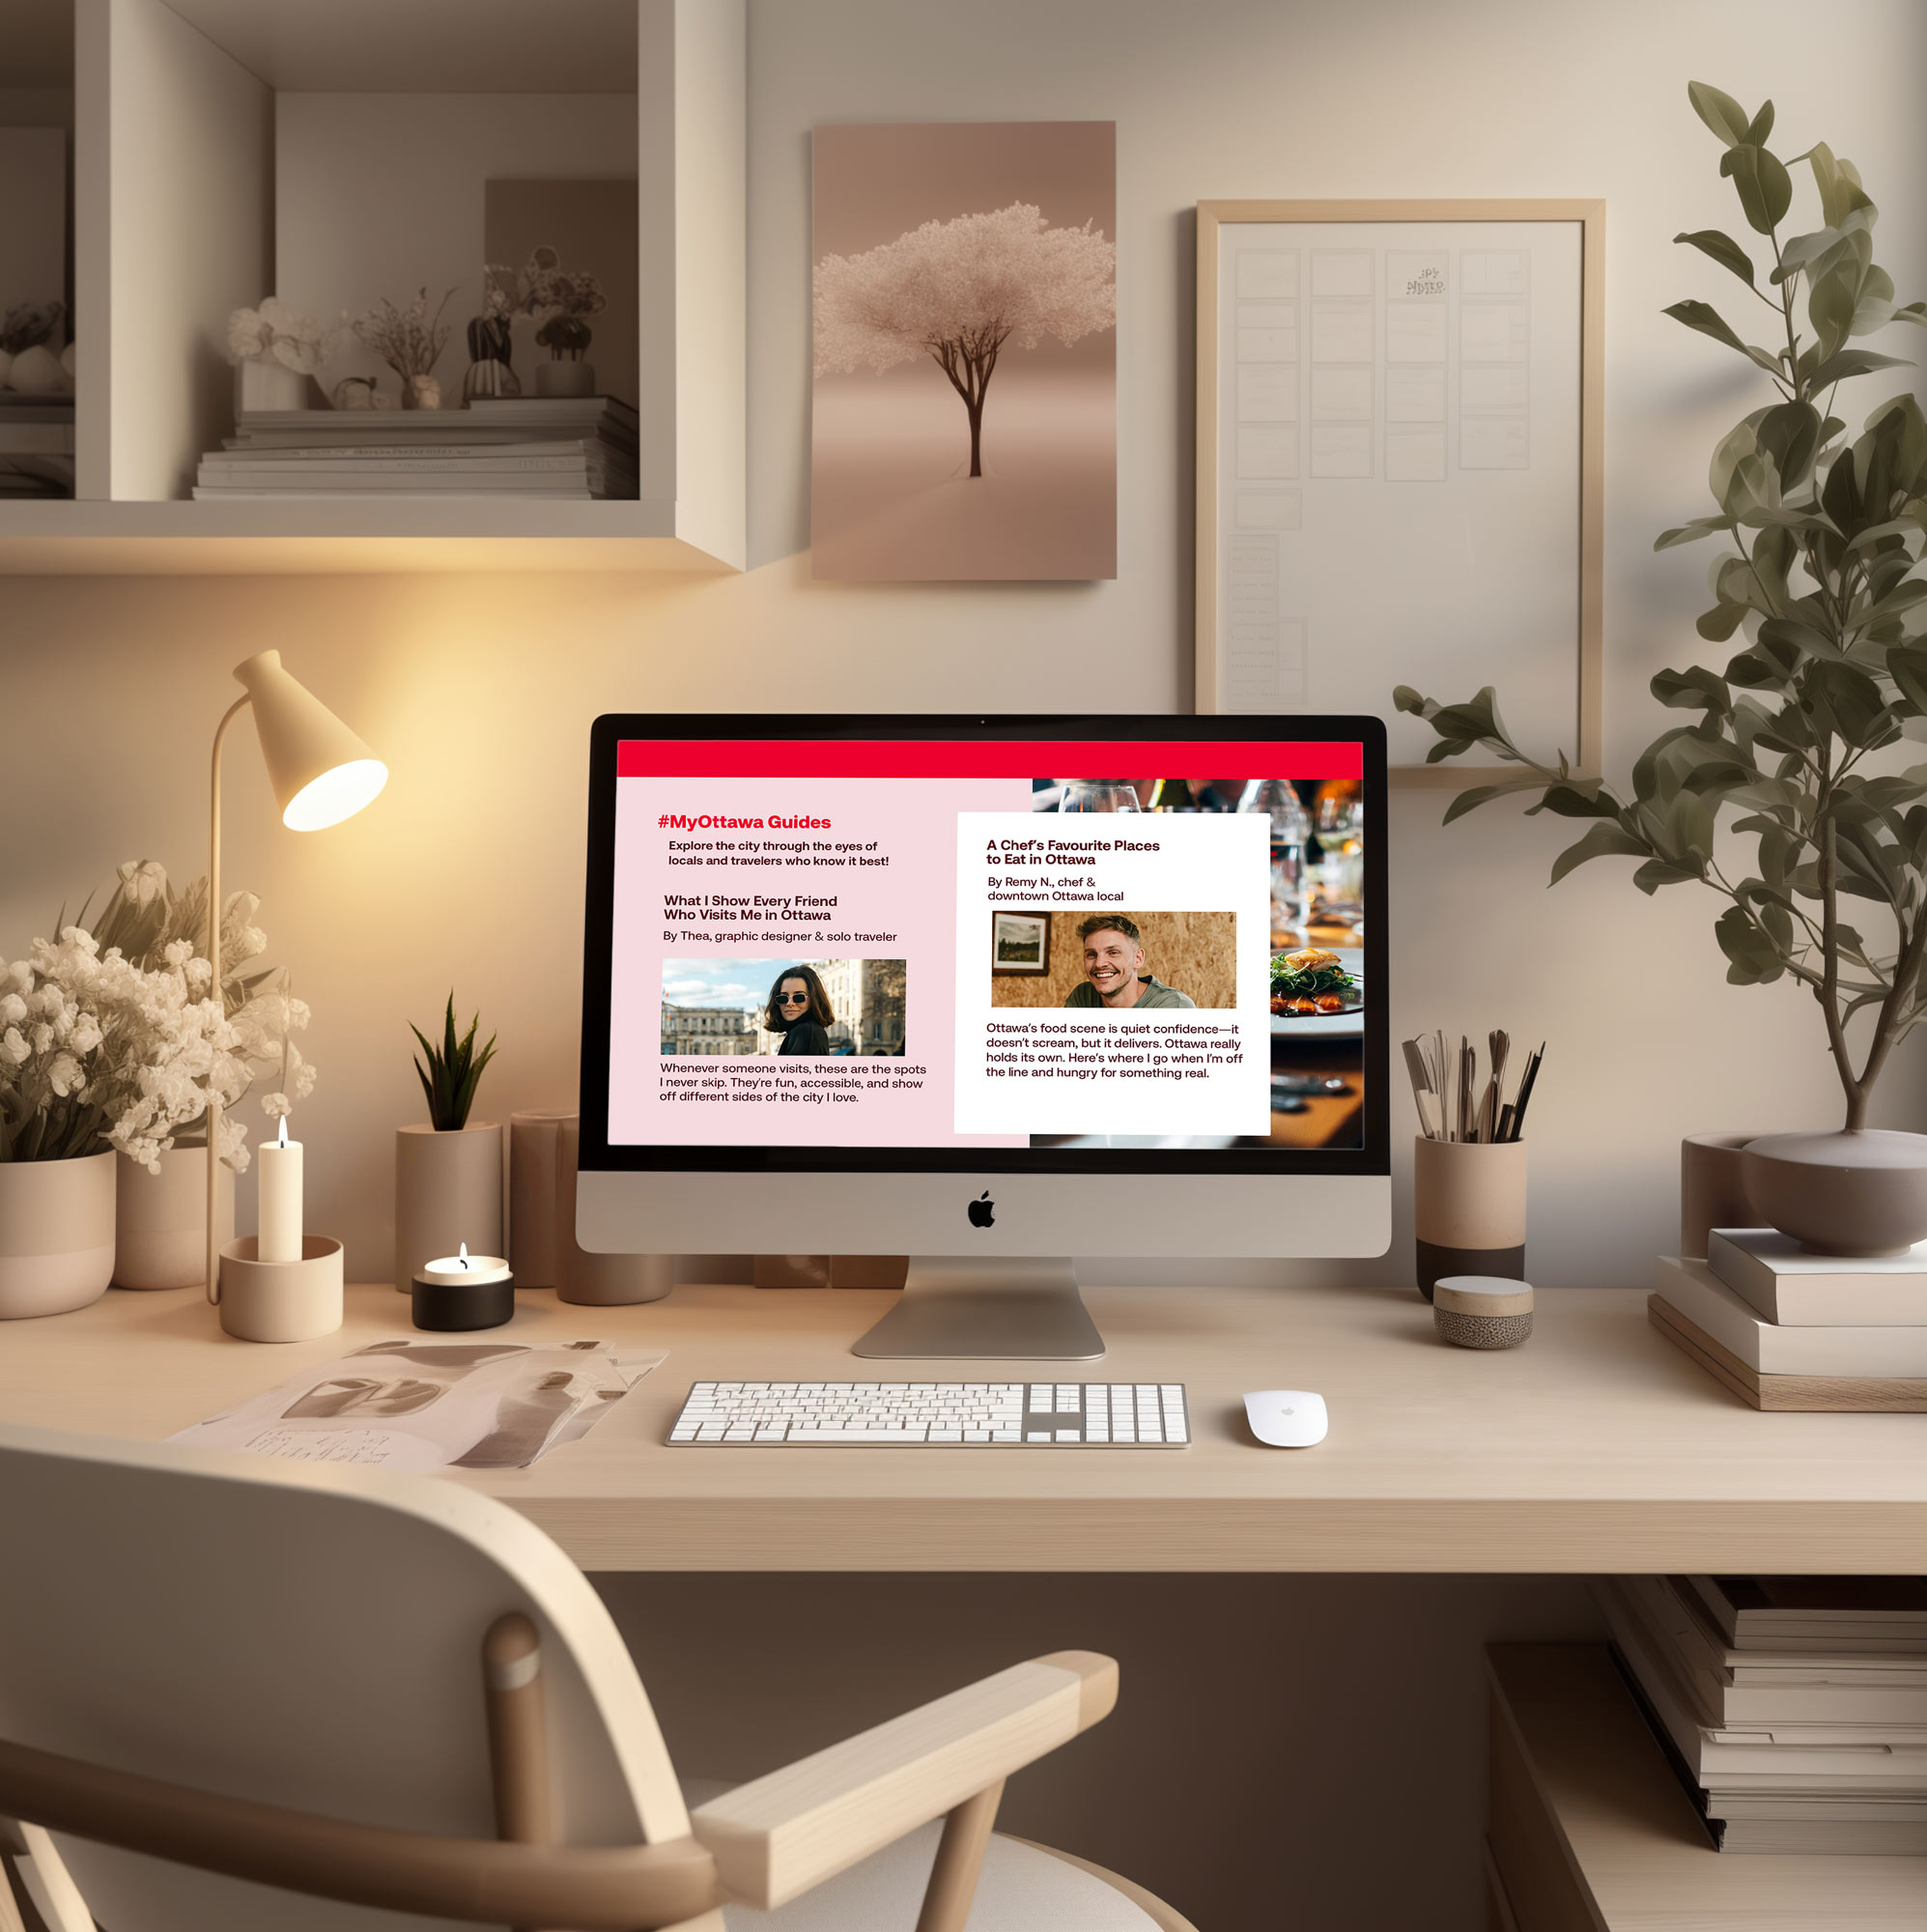 #MyOttawa Guides
Explore the city through the eyes of
locals and travelers who know it best!
What I Show Every Friend
Who Visits Me in Ottawa
By Thea, graphic designer & solo traveler
Whenever someone visits, these are the spots
I never skip. They're fun, accessible, and show
off different sides of the city I love.
A Chef's Favourite Places
to Eat in Ottawa
By Remy N., chef &
downtown Ottawa local
Ottawa's food scene is quiet confidence—it
doesn't scream, but it delivers. Ottawa really
holds its own. Here's where I go when I'm off
the line and hungry for something real.